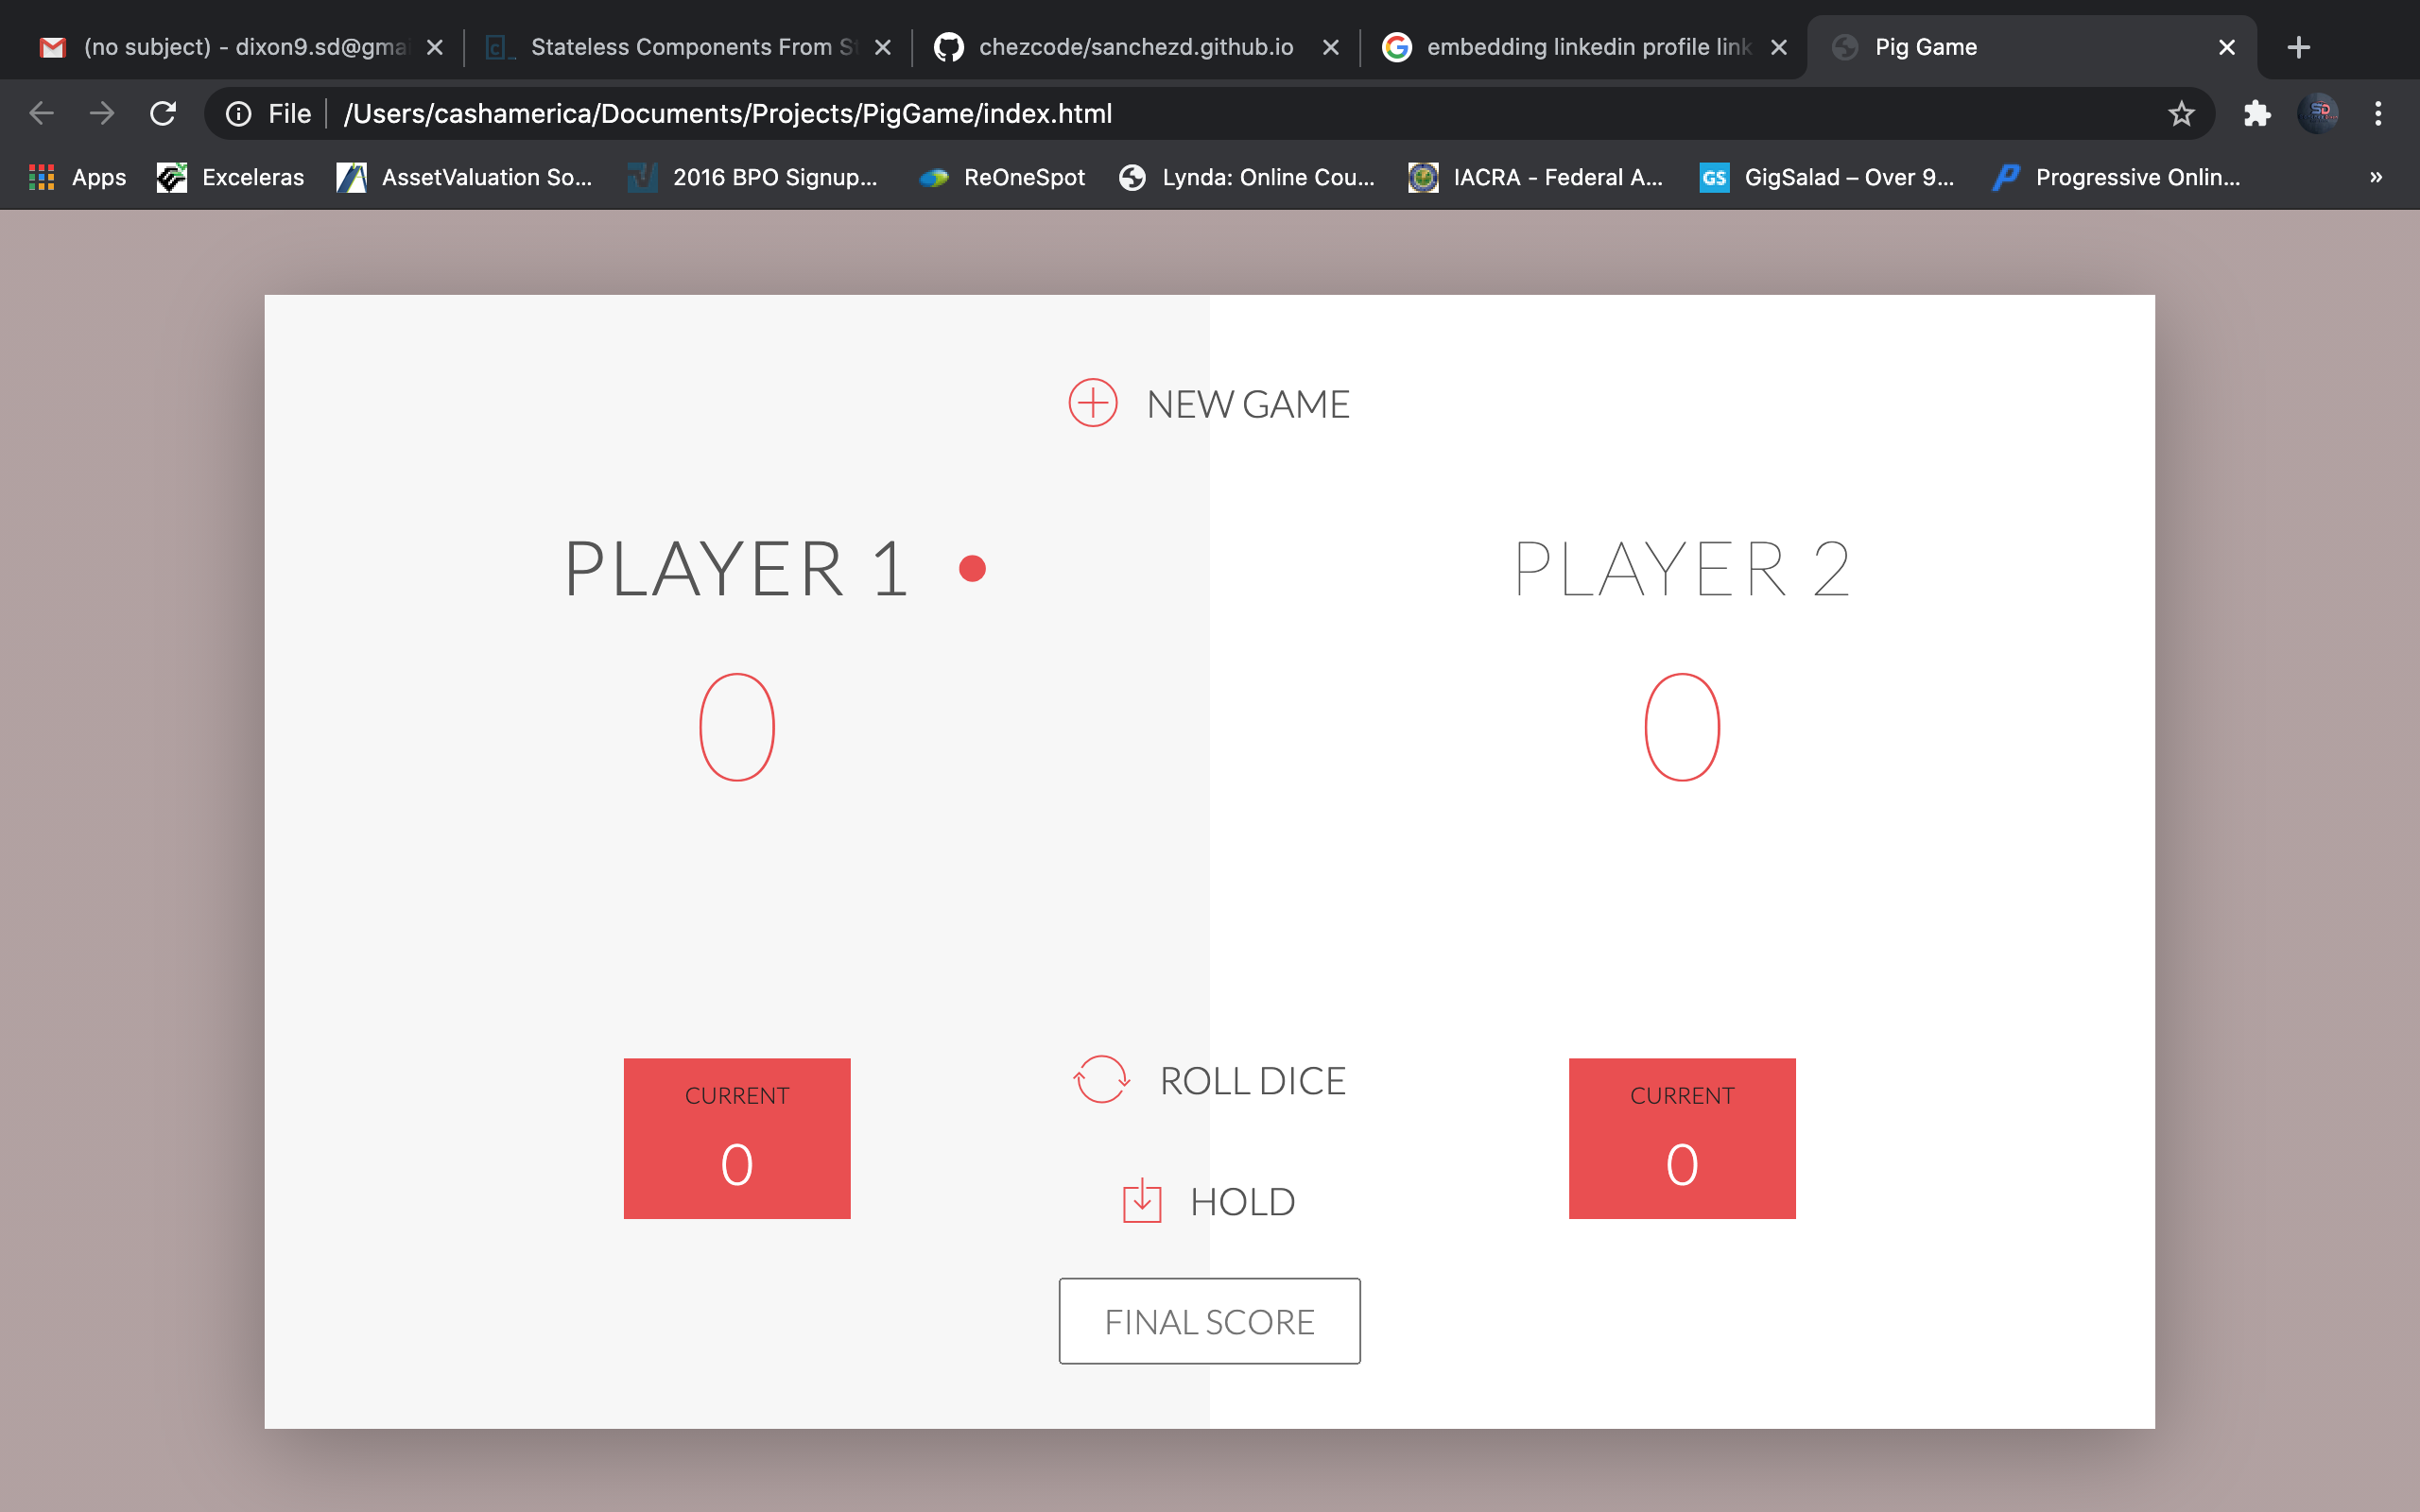 (no subject) - dixon9.sd@gmai
Stateless Components From St
chezcode/sanchezd.github.io
embedding linkedin profile link
Pig Game
File /Users/cashamerica/Documents/Projects/PigGame/index.html
Apps
Exceleras
AssetValuation So...
2016 BPO Signup...
ReOneSpot
Lynda: Online Cou...
IACRA - Federal A...
GS
GigSalad – Over 9...
Progressive Onlin...
»
NEW GAME
PLAYER 1
PLAYER 2
0
0
CURRENT
0
ROLL DICE
CURRENT
0
HOLD
FINAL SCORE